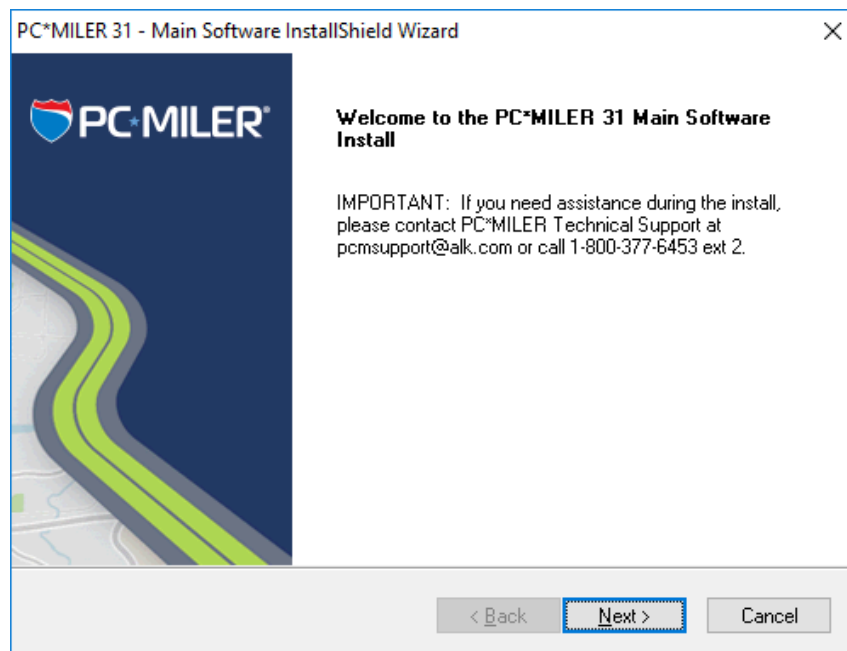 PC*MILER 31 - Main Software InstallShield Wizard
PC*MILER®
Welcome to the PC*MILER 31 Main Software
Install
IMPORTANT: If you need assistance during the install,
please contact PC*MILER Technical Support at
pcmsupport@alk.com or call 1-800-377-6453 ext 2.
< Back
Next >
Cancel